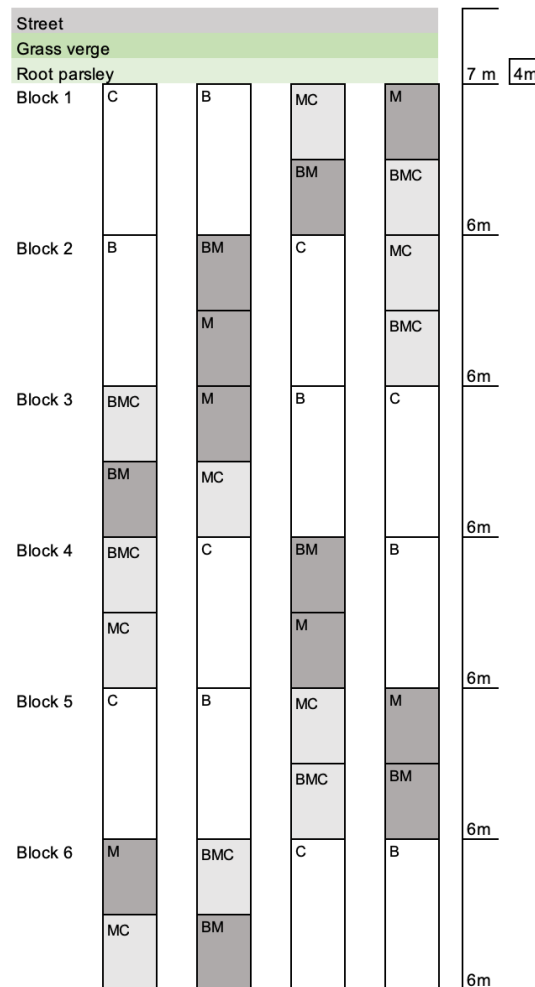 Street
Grass verge
Root parsley 7 m 4m
Block 1 C B MC M
BM BMC
6m
Block 2 B BM C MC
M BMC
6m
Block 3 BMC M B C
BM MC
6m
Block 4 BMC C BM B
MC M
6m
Block 5 C B MC M
BMC BM
6m
Block 6 M BMC C B
MC BM
6m